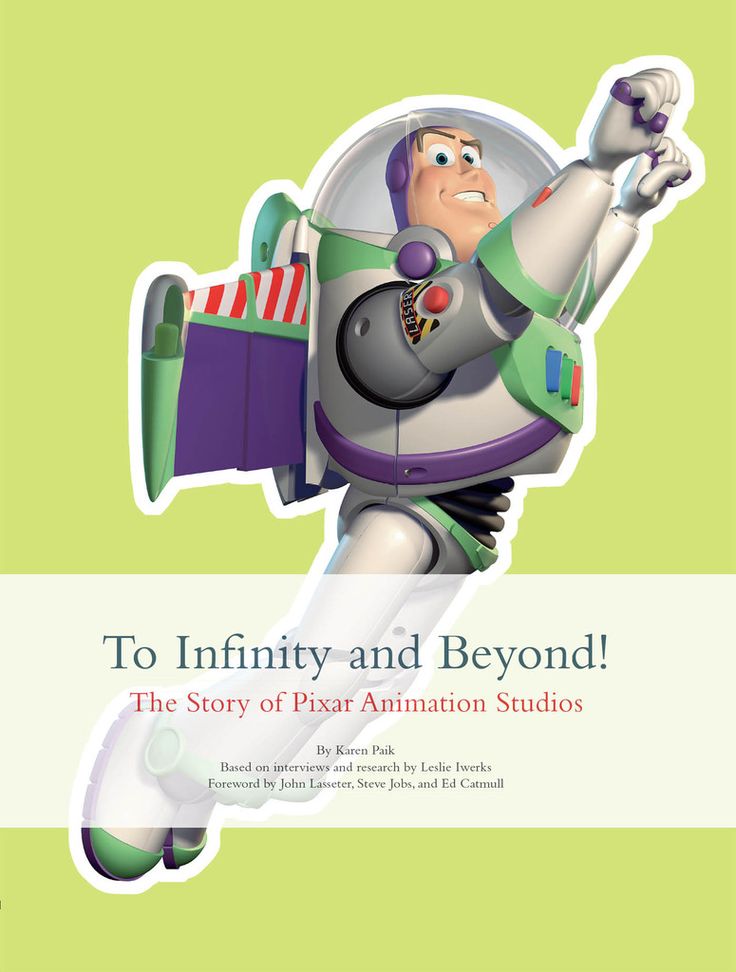 LASER
To Infinity and Beyond!
The Story of Pixar Animation Studios
By Karen Paik
Based on interviews and research by Leslie Iwerks
Foreword by John Lasseter, Steve Jobs, and Ed Catmull